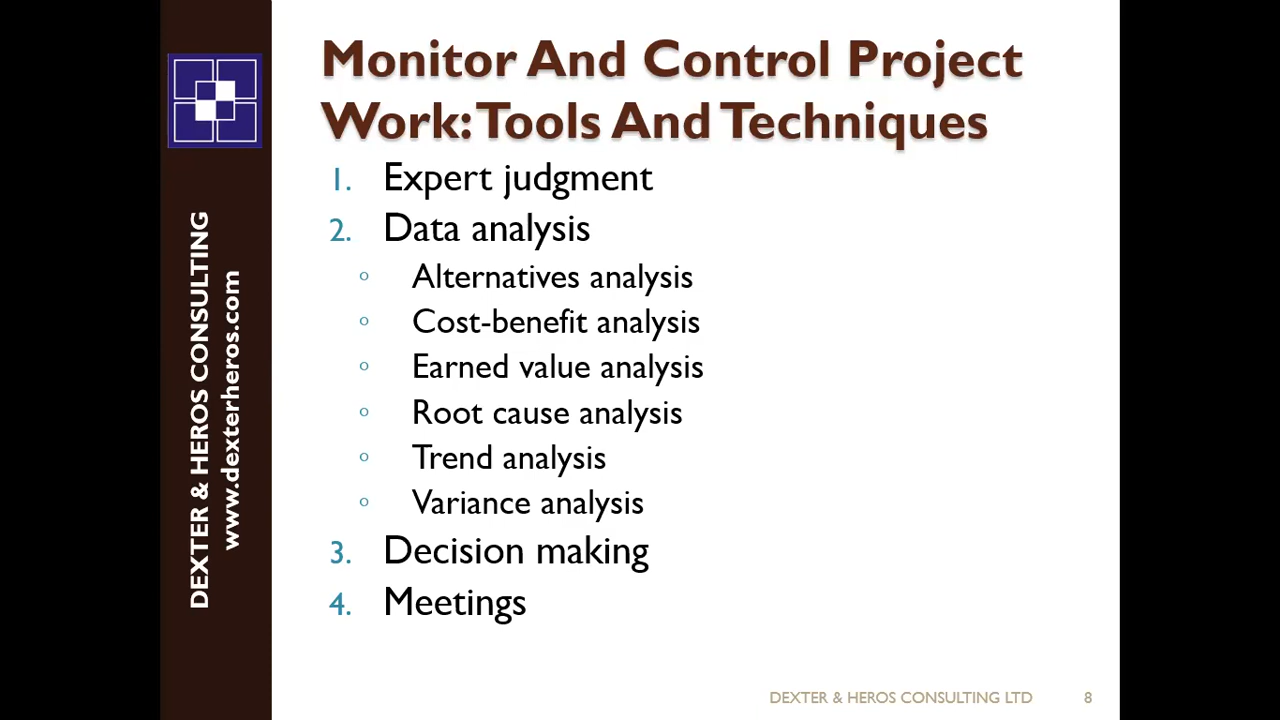 Monitor And Control Project
Work: Tools And Techniques
1. Expert judgment
2. Data analysis
◦ Alternatives analysis
◦ Cost-benefit analysis
◦ Earned value analysis
◦ Root cause analysis
◦ Trend analysis
◦ Variance analysis
3. Decision making
4. Meetings
DEXTER & HEROS CONSULTING
www.dexterheros.com
DEXTER & HEROS CONSULTING LTD
8